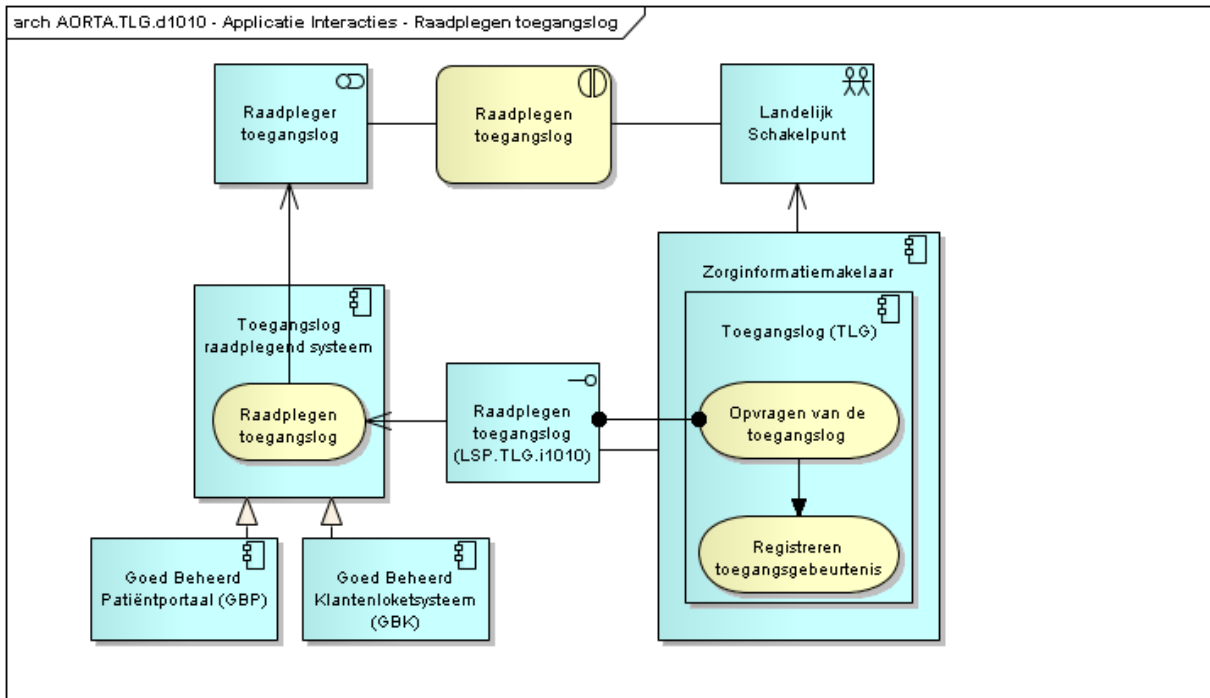 arch AORTA.TLG.d1010 - Applicatie Interacties - Raadplegen toegangslog
Raadpleger
toegangslog
Raadplegen
toegangslog
Landelijk
Schakelpunt
Zorginformatiemakelaar
Toegangslog
raadplegend systeem
Toegangslog (TLG)
Raadplegen
toegangslog
Raadplegen
toegangslog
(LSP.TLG.i1010)
Opvragen van de
toegangslog
Registreren
toegangsgebeurtenis
Goed Beheerd
Patiëntportaal (GBP)
Goed Beheerd
Klantenloketsysteem
(GBK)